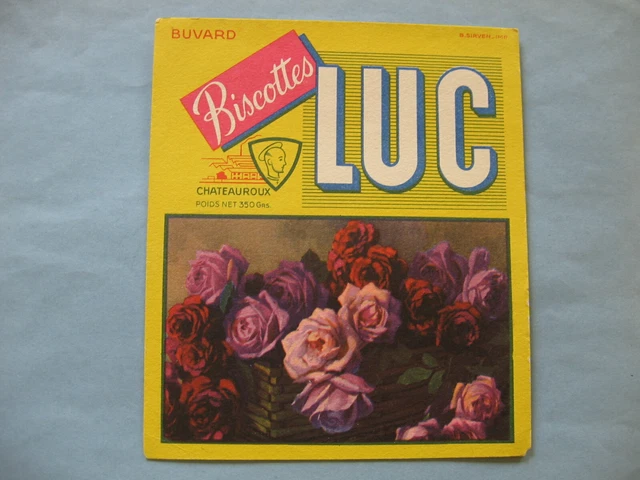 BUVARD
Biscottes
LUC
CHATEAUROUX
POIDS NET 350 Grs.